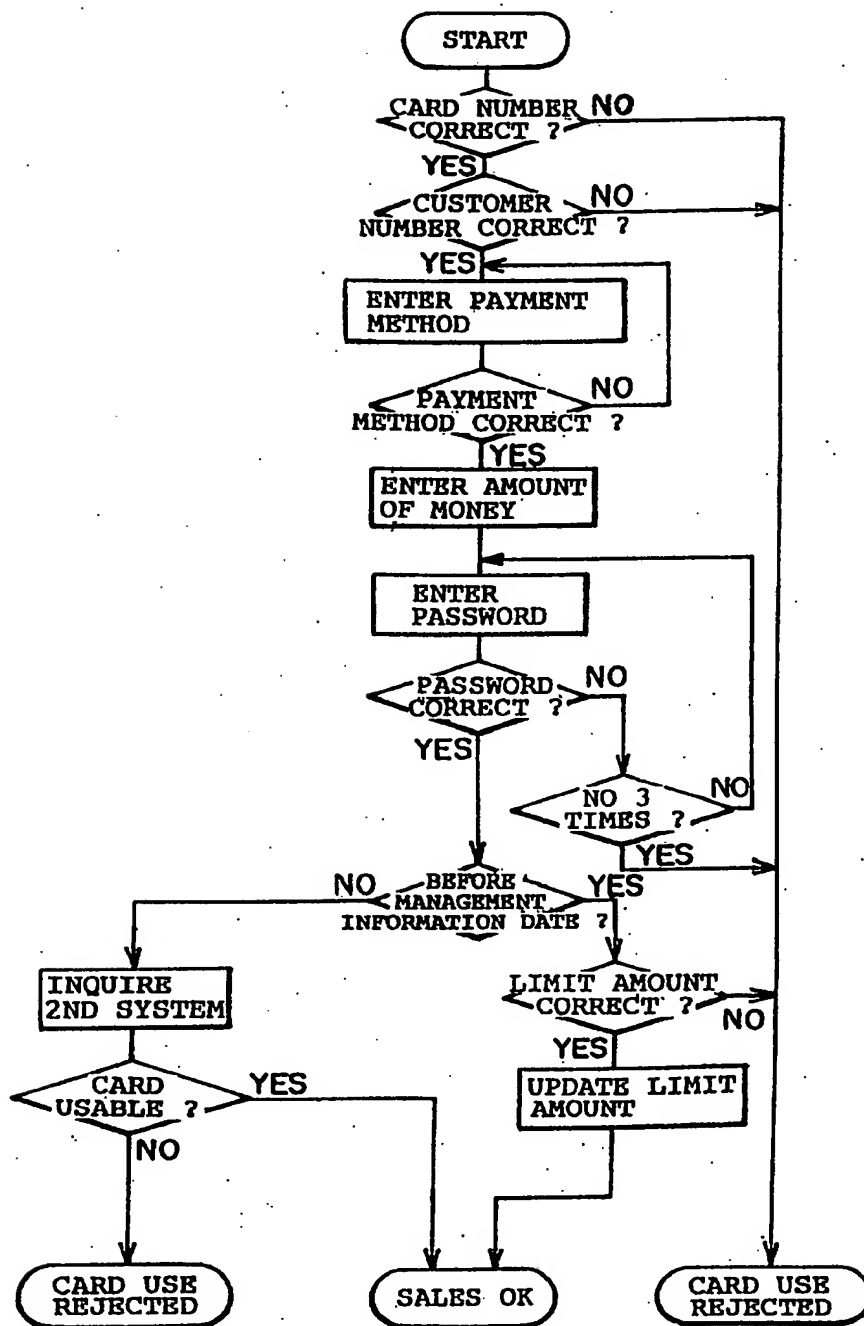 START
CARD NUMBER
CORRECT ?
NO
YES
CUSTOMER
NUMBER CORRECT ?
NO
YES
ENTER PAYMENT
METHOD
PAYMENT
METHOD CORRECT ?
NO
YES
ENTER AMOUNT
OF MONEY
ENTER
PASSWORD
PASSWORD
CORRECT ?
NO
YES
NO 3
TIMES ?
NO
YES
BEFORE
MANAGEMENT
INFORMATION DATE ?
NO
YES
INQUIRE
2ND SYSTEM
LIMIT AMOUNT
CORRECT ?
NO
YES
CARD
USABLE ?
YES
NO
UPDATE LIMIT
AMOUNT
CARD USE
REJECTED
SALES OK
CARD USE
REJECTED